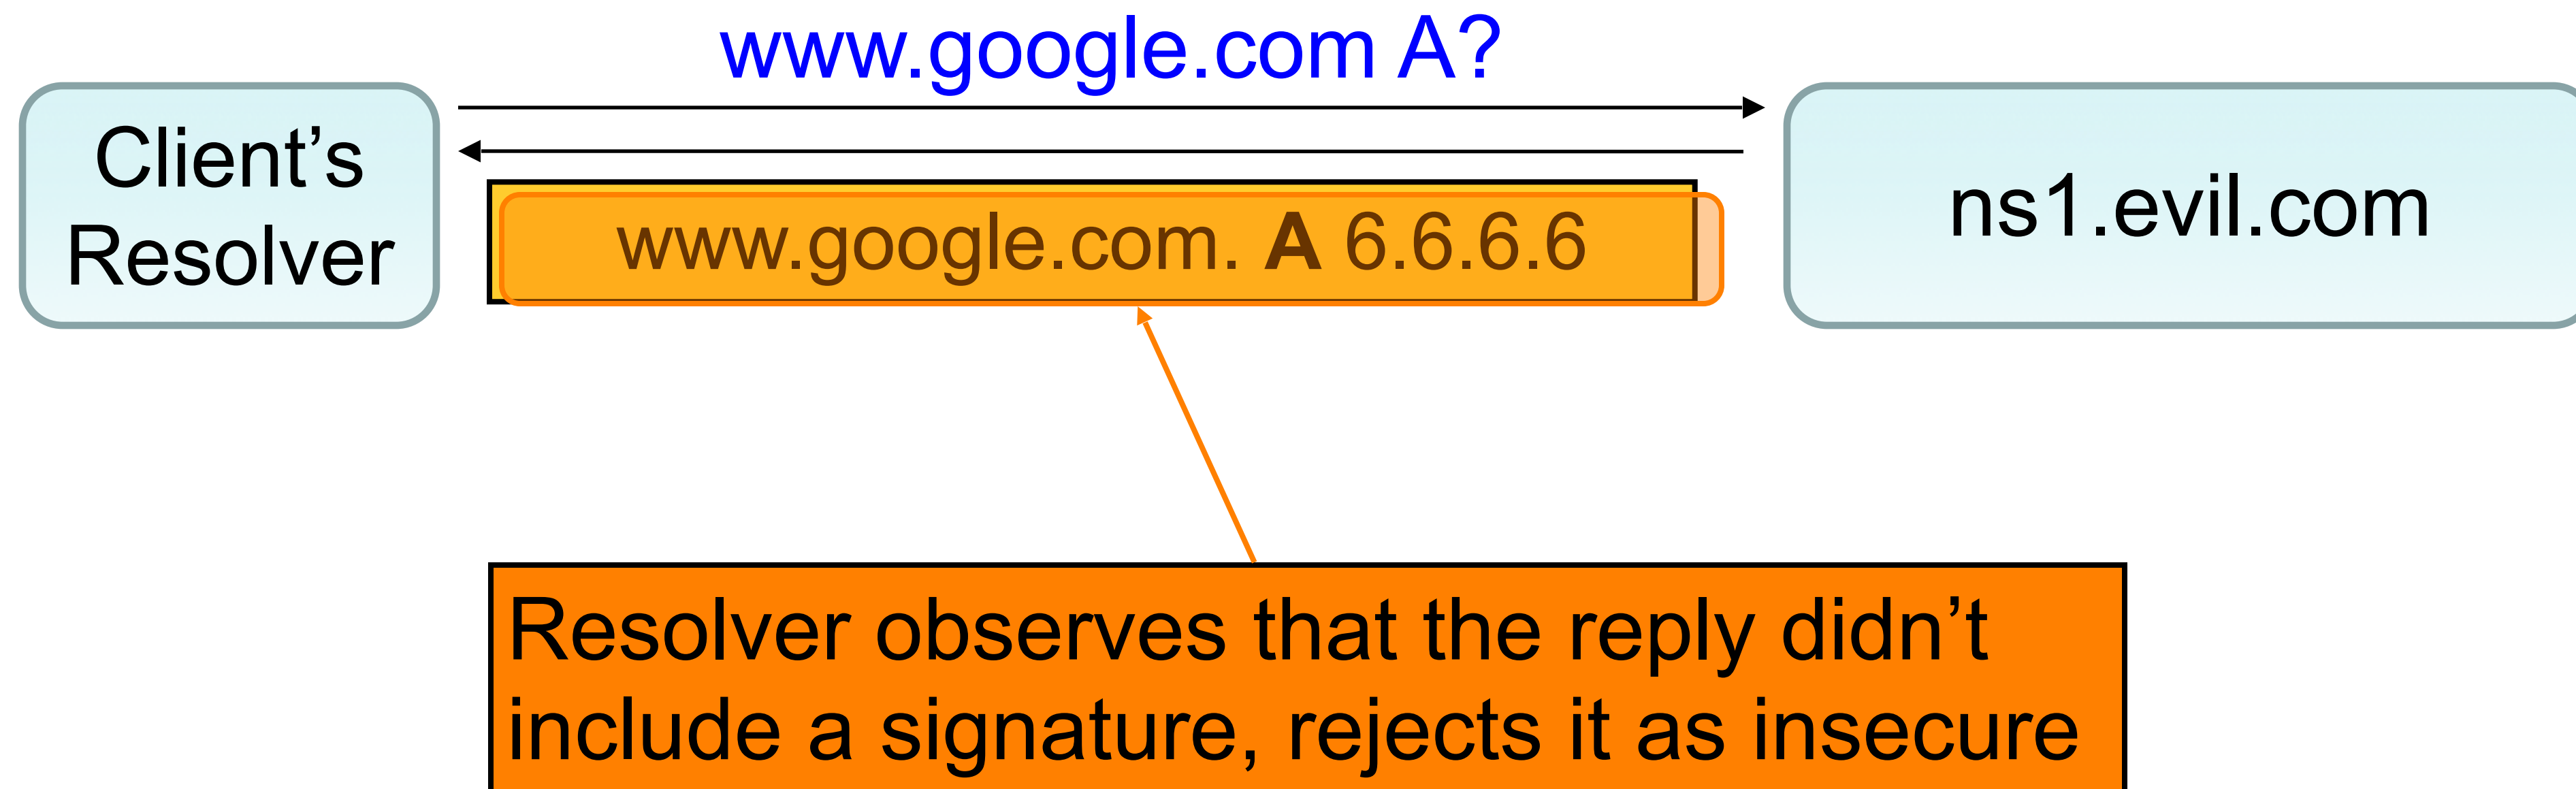 www.google.com A?
Client’s
Resolver
www.google.com. A 6.6.6.6
ns1.evil.com
Resolver observes that the reply didn’t
include a signature, rejects it as insecure